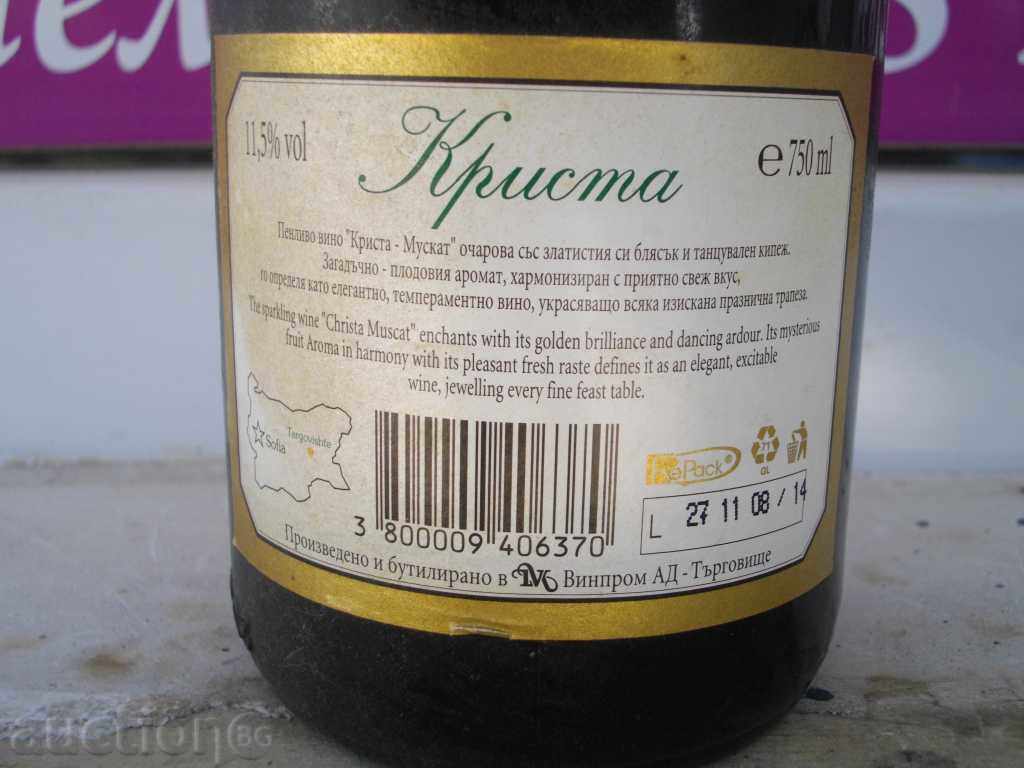 11,5% vol
Криста
℮ 750 ml
Пенливо вино "Криста - Мускат" очарова със златистия си блясък и танцувален кипеж.
Загадъчно - плодовия аромат, хармонизиран с приятно свеж вкус,
го определя като елегантно, темпераментно вино, украсяващо всяка изискана празнична трапеза.
The sparkling wine "Christa Muscat" enchants with its golden brilliance and dancing ardour. Its mysterious
fruit Aroma in harmony with its pleasant fresh raste defines it as an elegant, excitable
wine, jewelling every fine feast table.
Targovishte
Sofia
3 800009 406370
ePack
71
GL
L 27 11 08 / 14
Произведено и бутилирано в Винпром АД - Търговище
auction BG